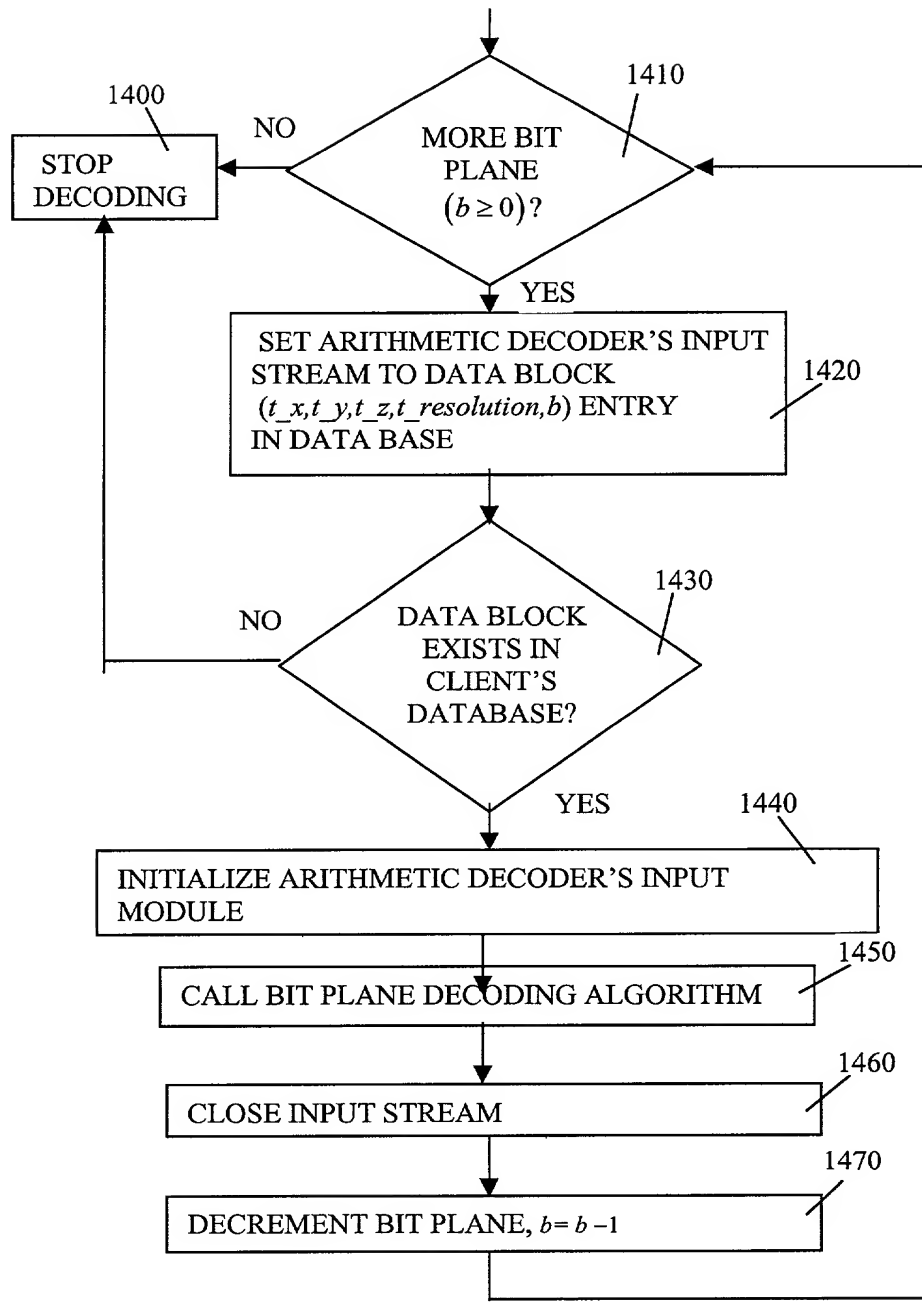 1400
1410
NO
MORE BIT
PLANE
(b ≥ 0)?
STOP
DECODING
YES
SET ARITHMETIC DECODER'S INPUT
STREAM TO DATA BLOCK
(t_x,t_y,t_z,t_resolution,b) ENTRY
IN DATA BASE
1420
1430
NO
DATA BLOCK
EXISTS IN
CLIENT'S
DATABASE?
YES
1440
INITIALIZE ARITHMETIC DECODER'S INPUT
MODULE
1450
CALL BIT PLANE DECODING ALGORITHM
1460
CLOSE INPUT STREAM
1470
DECREMENT BIT PLANE, b= b –1